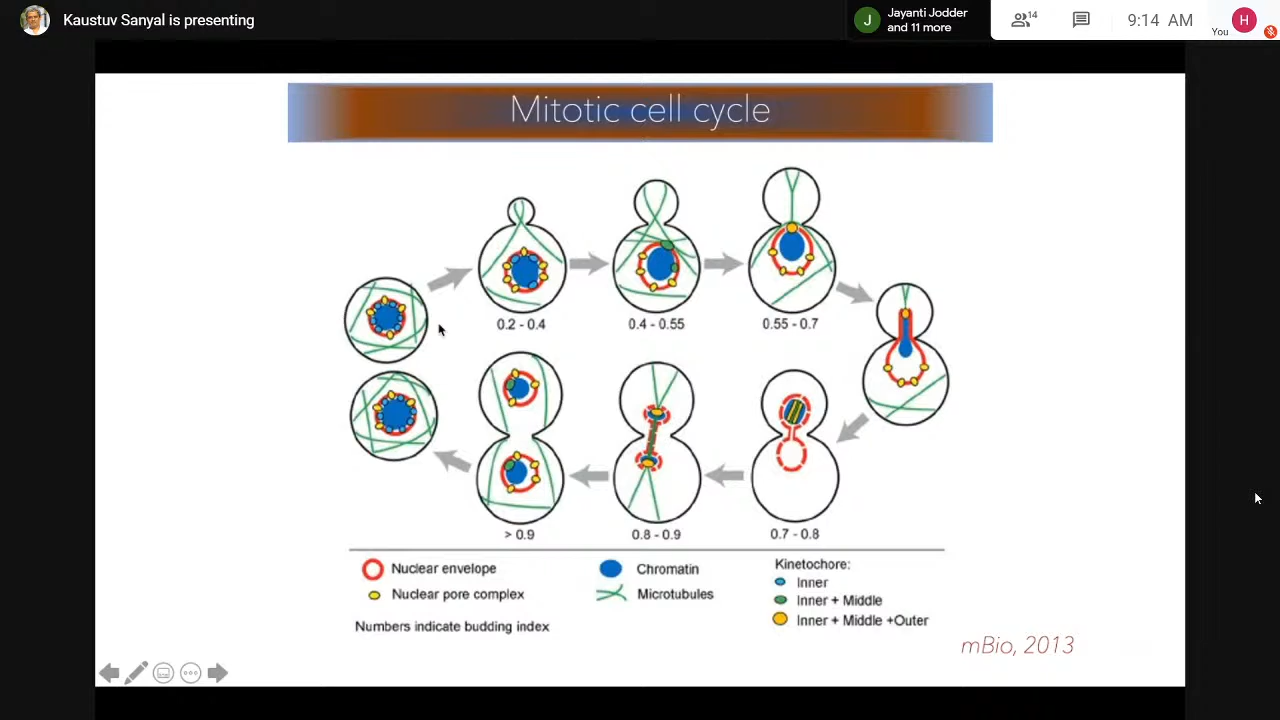 Kaustuv Sanyal is presenting
J
Jayanti Jodder
and 11 more
14
9:14 AM
You
H
Mitotic cell cycle
0.2 - 0.4
0.4 - 0.55
0.55 - 0.7
> 0.9
0.8 - 0.9
0.7 - 0.8
Nuclear envelope
Nuclear pore complex
Numbers indicate budding index
Chromatin
Microtubules
Kinetochore:
Inner
Inner + Middle
Inner + Middle +Outer
mBio, 2013